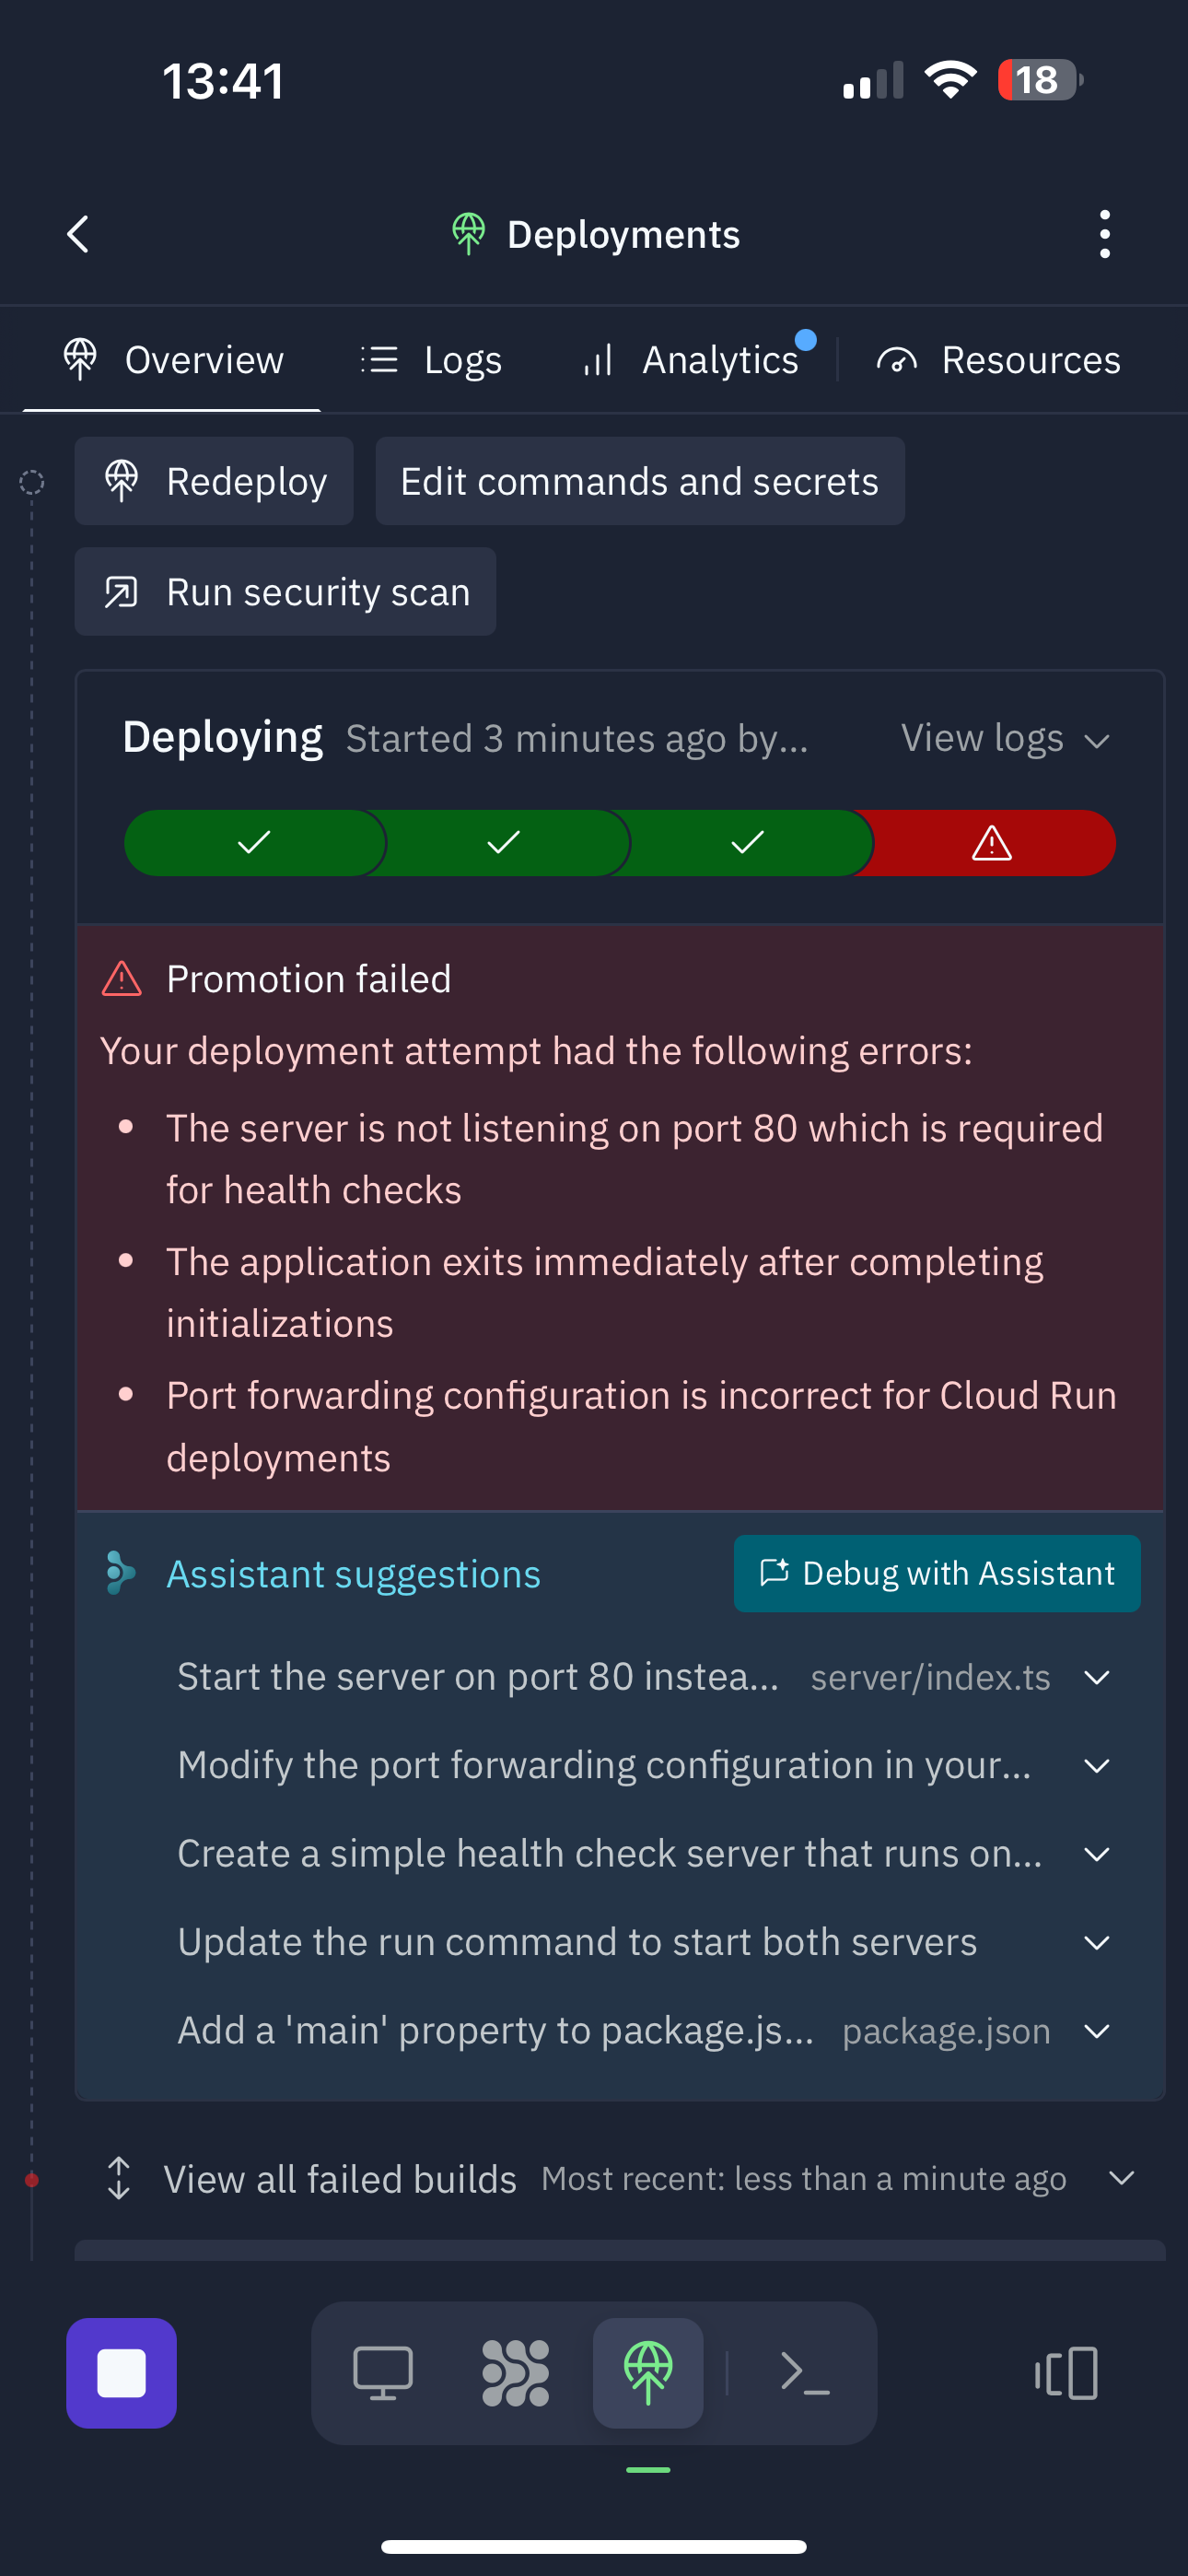 13:41
18
Deployments
Overview
Logs
Analytics
Resources
Redeploy
Edit commands and secrets
Run security scan
Deploying Started 3 minutes ago by... View logs
Promotion failed
Your deployment attempt had the following errors:
• The server is not listening on port 80 which is required
for health checks
• The application exits immediately after completing
initializations
• Port forwarding configuration is incorrect for Cloud Run
deployments
Assistant suggestions
Debug with Assistant
Start the server on port 80 instea... server/index.ts
Modify the port forwarding configuration in your...
Create a simple health check server that runs on...
Update the run command to start both servers
Add a 'main' property to package.js... package.json
View all failed builds Most recent: less than a minute ago